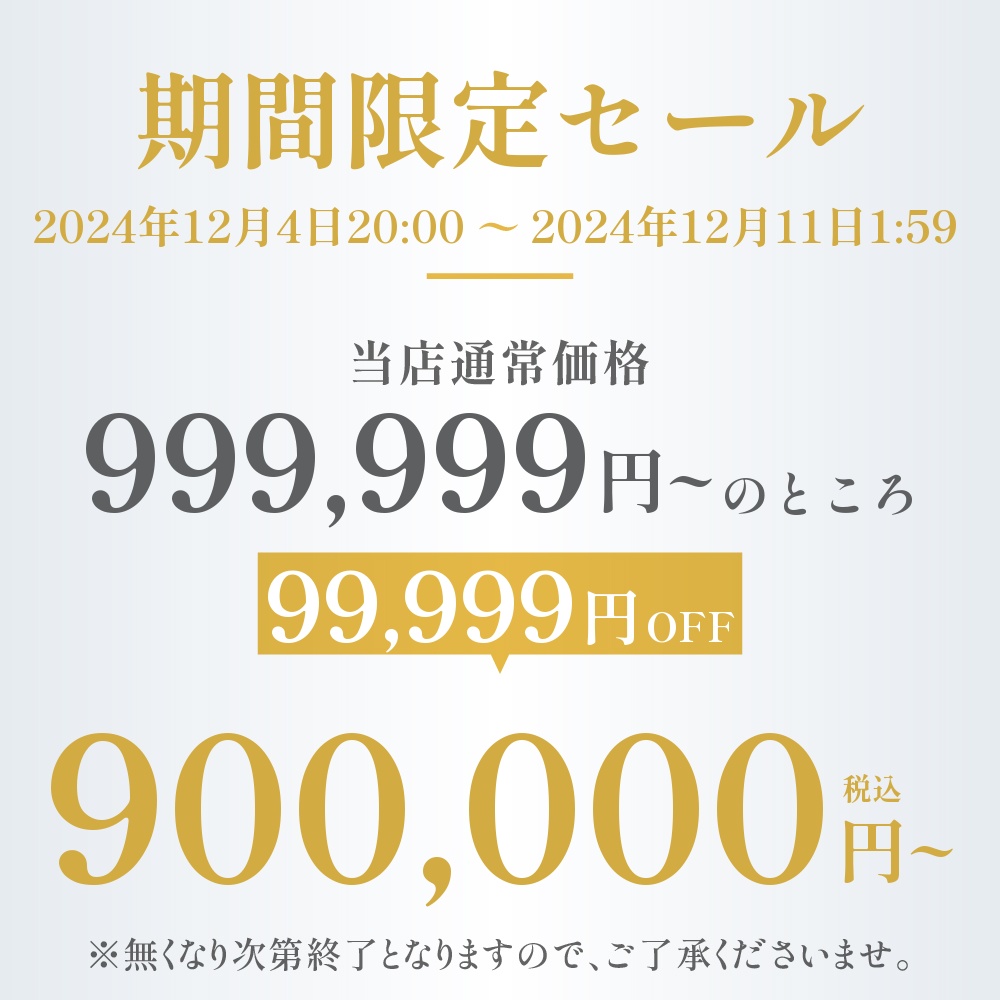 期間限定セール
2024年12月4日20:00 ～ 2024年12月11日1:59
当店通常価格
999,999円～のところ
99,999円OFF
900,000税込円～
※無くなり次第終了となりますので、ご了承くださいませ。